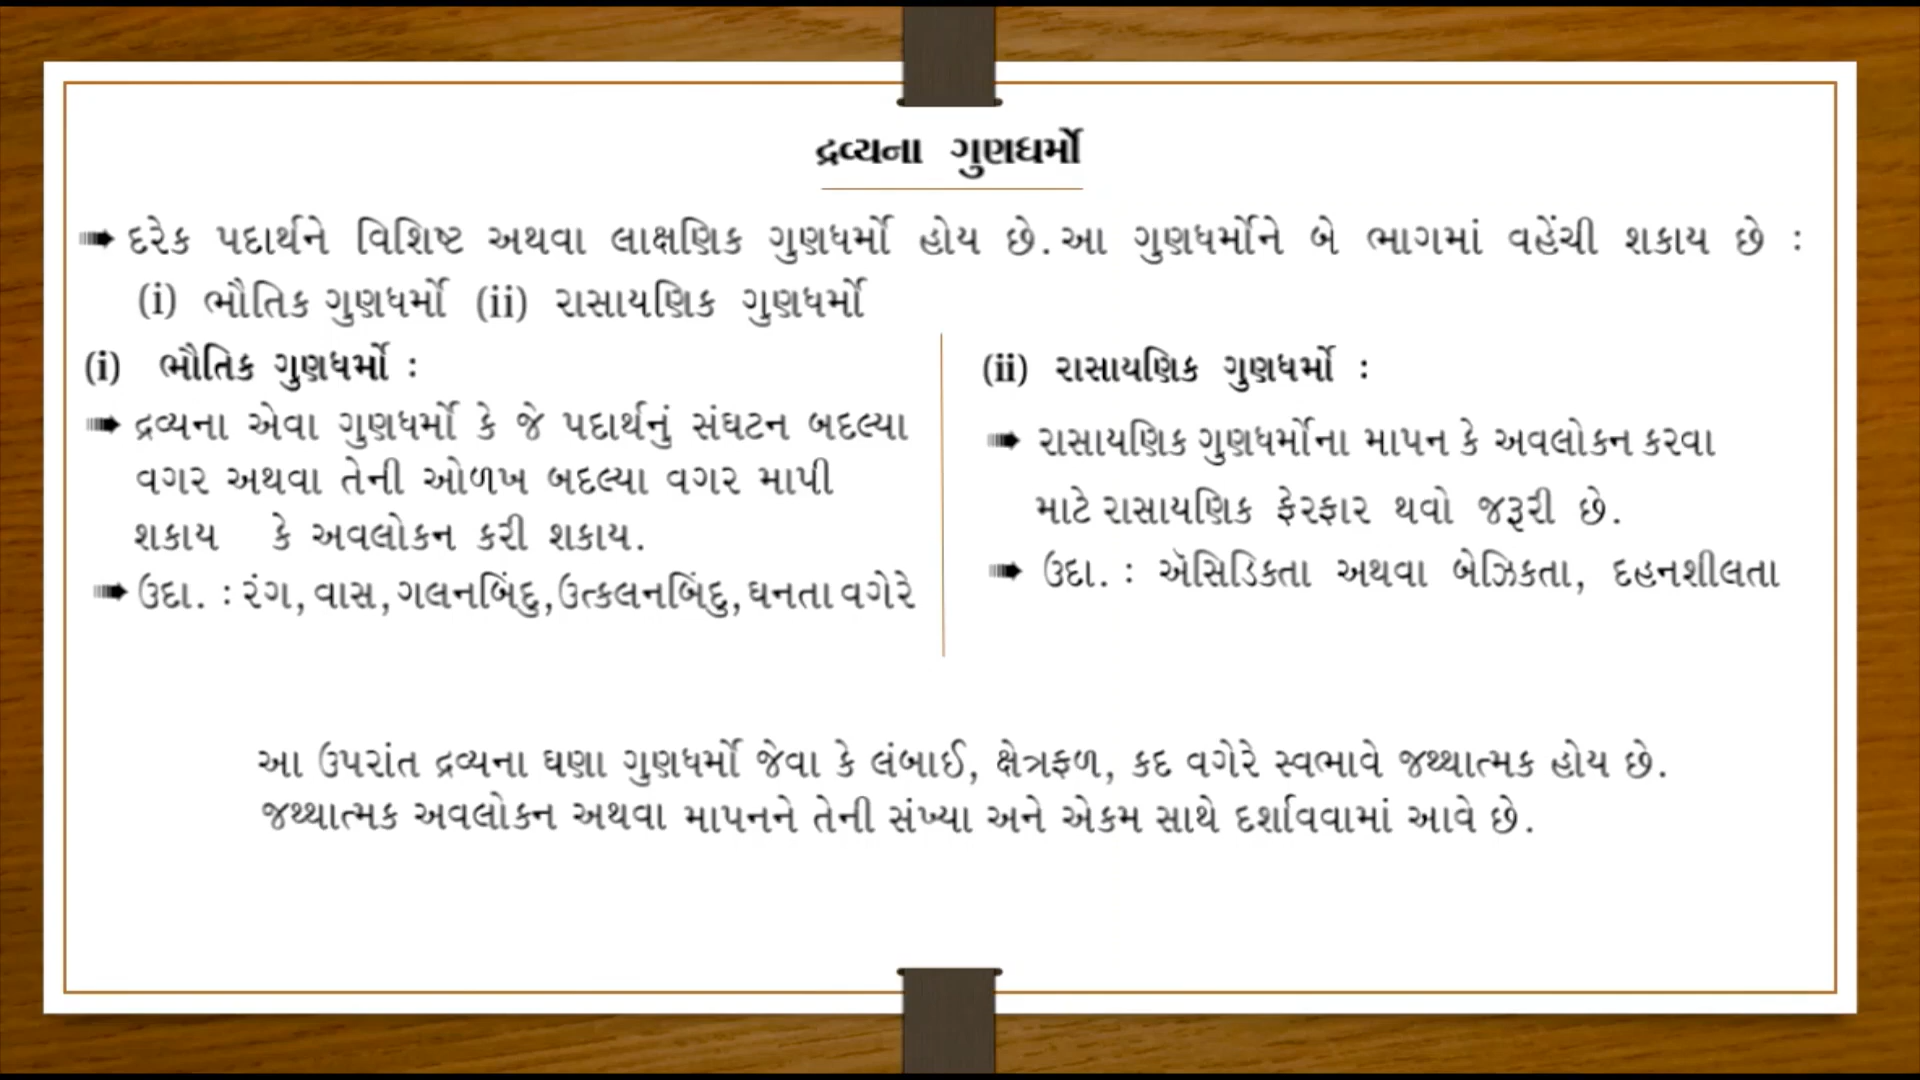 દ્રવ્યના ગુણધર્મો
➠ દરેક પદાર્થને વિશિષ્ટ અથવા લાક્ષણિક ગુણધર્મો હોય છે. આ ગુણધર્મોને બે ભાગમાં વહેંચી શકાય છે :
(i) ભૌતિક ગુણધર્મો (ii) રાસાયણિક ગુણધર્મો
(i) ભૌતિક ગુણધર્મો :
➠ દ્રવ્યના એવા ગુણધર્મો કે જે પદાર્થનું સંઘટન બદલ્યા
વગર અથવા તેની ઓળખ બદલ્યા વગર માપી
શકાય કે અવલોકન કરી શકાય.
➠ ઉદા. : રંગ, વાસ, ગલનબિંદુ, ઉત્કલનબિંદુ, ઘનતા વગેરે
(ii) રાસાયણિક ગુણધર્મો :
➠ રાસાયણિક ગુણધર્મોના માપન કે અવલોકન કરવા
માટે રાસાયણિક ફેરફાર થવો જરૂરી છે.
➠ ઉદા. : ઍસિડિકતા અથવા બેઝિકતા, દહનશીલતા
આ ઉપરાંત દ્રવ્યના ઘણા ગુણધર્મો જેવા કે લંબાઈ, ક્ષેત્રફળ, કદ વગેરે સ્વભાવે જથ્થાત્મક હોય છે.
જથ્થાત્મક અવલોકન અથવા માપનને તેની સંખ્યા અને એકમ સાથે દર્શાવવામાં આવે છે.